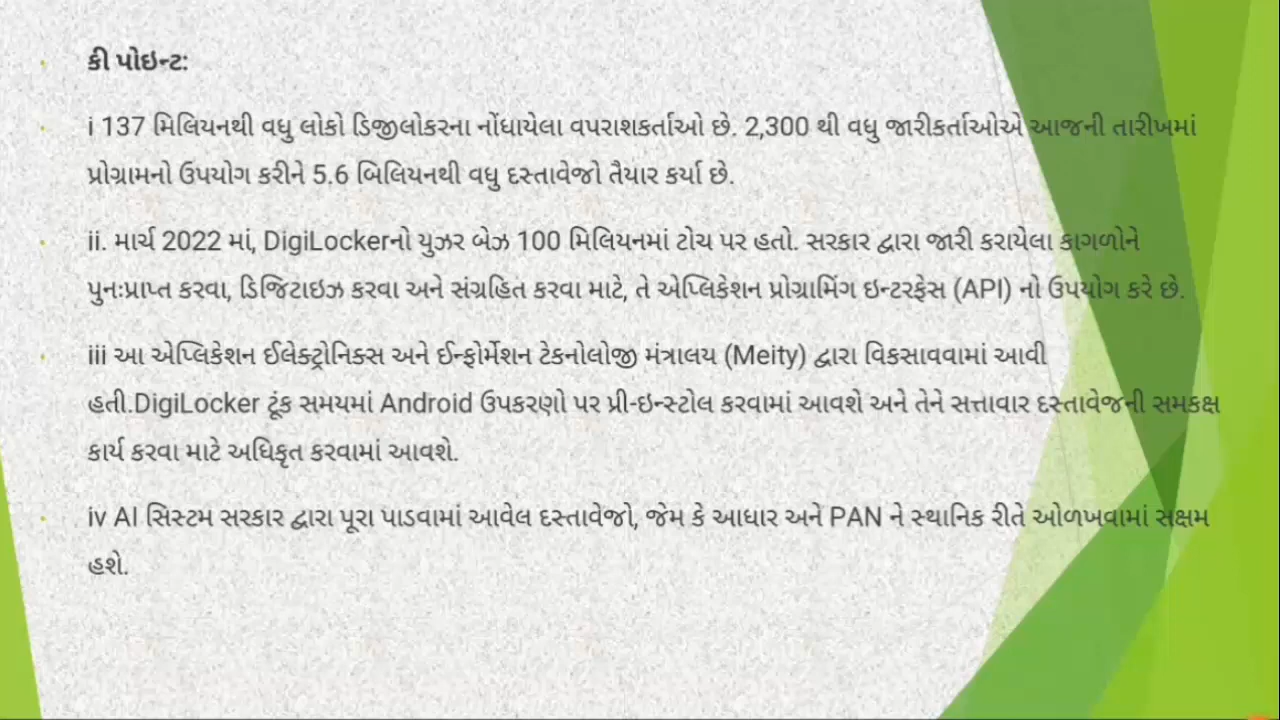 કી પોઇન્ટ:
i 137 મિલિયનથી વધુ લોકો ડિજીલોકરના નોંધાયેલા વપરાશકર્તાઓ છે. 2,300 થી વધુ જારીકર્તાઓએ આજની તારીખમાં
પ્રોગ્રામનો ઉપયોગ કરીને 5.6 બિલિયનથી વધુ દસ્તાવેજો તૈયાર કર્યા છે.
ii. માર્ચ 2022 માં, DigiLockerનો યુઝર બેઝ 100 મિલિયનમાં ટોચ પર હતો. સરકાર દ્વારા જારી કરાયેલા કાગળોને
પુનઃપ્રાપ્ત કરવા, ડિજિટાઇઝ કરવા અને સંગ્રહિત કરવા માટે, તે એપ્લિકેશન પ્રોગ્રામિંગ ઇન્ટરફેસ (API) નો ઉપયોગ કરે છે.
iii આ એપ્લિકેશન ઈલેક્ટ્રોનિક્સ અને ઈન્ફોર્મેશન ટેકનોલોજી મંત્રાલય (Meity) દ્વારા વિકસાવવામાં આવી
હતી.DigiLocker ટૂંક સમયમાં Android ઉપકરણો પર પ્રી-ઇન્સ્ટોલ કરવામાં આવશે અને તેને સત્તાવાર દસ્તાવેજની સમકક્ષ
કાર્ય કરવા માટે અધિકૃત કરવામાં આવશે.
iv AI સિસ્ટમ સરકાર દ્વારા પૂરા પાડવામાં આવેલ દસ્તાવેજો, જેમ કે આધાર અને PAN ને સ્થાનિક રીતે ઓળખવામાં સક્ષમ
હશે.